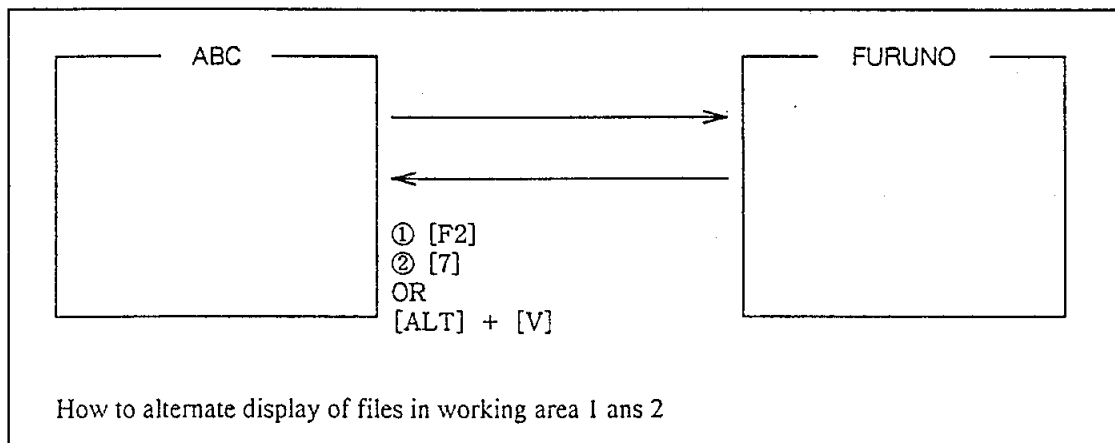 ABC
FURUNO
① [F2]
② [7]
OR
[ALT] + [V]
How to alternate display of files in working area 1 ans 2